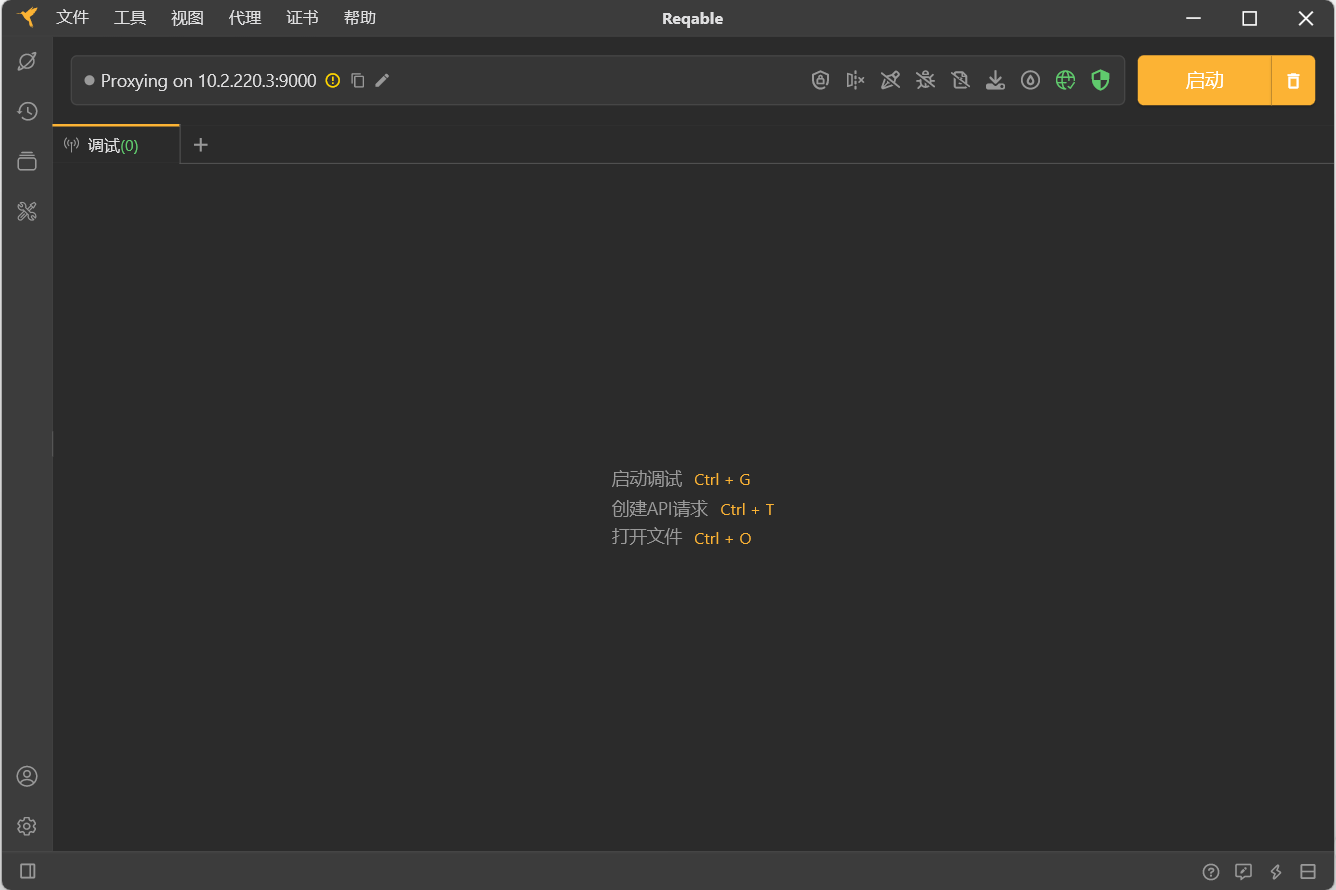 文件 工具 视图 代理 证书 帮助 Reqable
Proxying on 10.2.220.3:9000 启动
调试(0)
启动调试 Ctrl + G
创建API请求 Ctrl + T
打开文件 Ctrl + O